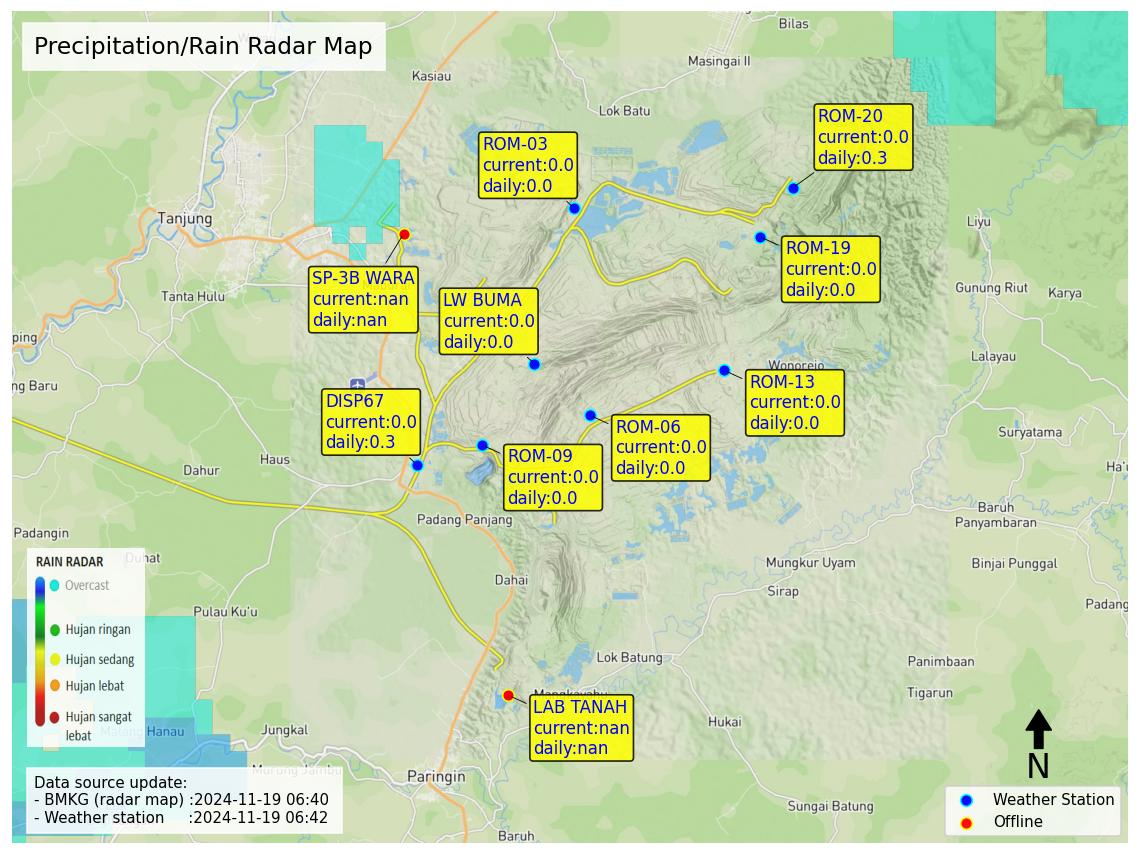 Bilas
Precipitation/Rain Radar Map
Masingai II
Kasiau
Lok Batu
ROM-20
current:0.0
daily:0.3
ROM-03
current:0.0
daily:0.0
Tanjung
Liyu
ROM-19
current:0.0
daily:0.0
SP-3B WARA
current:nan
daily:nan
Tanta Hulu
LW BUMA
current:0.0
daily:0.0
Gunung Riut
Karya
ping
Lalayau
Wonorejo
ng Baru
ROM-13
current:0.0
daily:0.0
DISP67
current:0.0
daily:0.3
ROM-06
current:0.0
daily:0.0
Suryatama
ROM-09
current:0.0
daily:0.0
Haus
Dahur
Ha'u
Padang Panjang
Baruh
Panyambaran
Padangin
Duhat
Mungkur Uyam
Binjai Punggal
RAIN RADAR
Overcast
Hujan ringan
Hujan sedang
Hujan lebat
Hujan sangat
lebat
Dahai
Sirap
Padang
Pulau Ku'u
Lok Batung
Panimbaan
Tigarun
LAB TANAH
current:nan
daily:nan
Hukai
Jungkal
Manau
Paringin
N
Data source update:
- BMKG (radar map) :2024-11-19 06:40
- Weather station :2024-11-19 06:42
Sungai Batung
Weather Station
Offline
Baruh